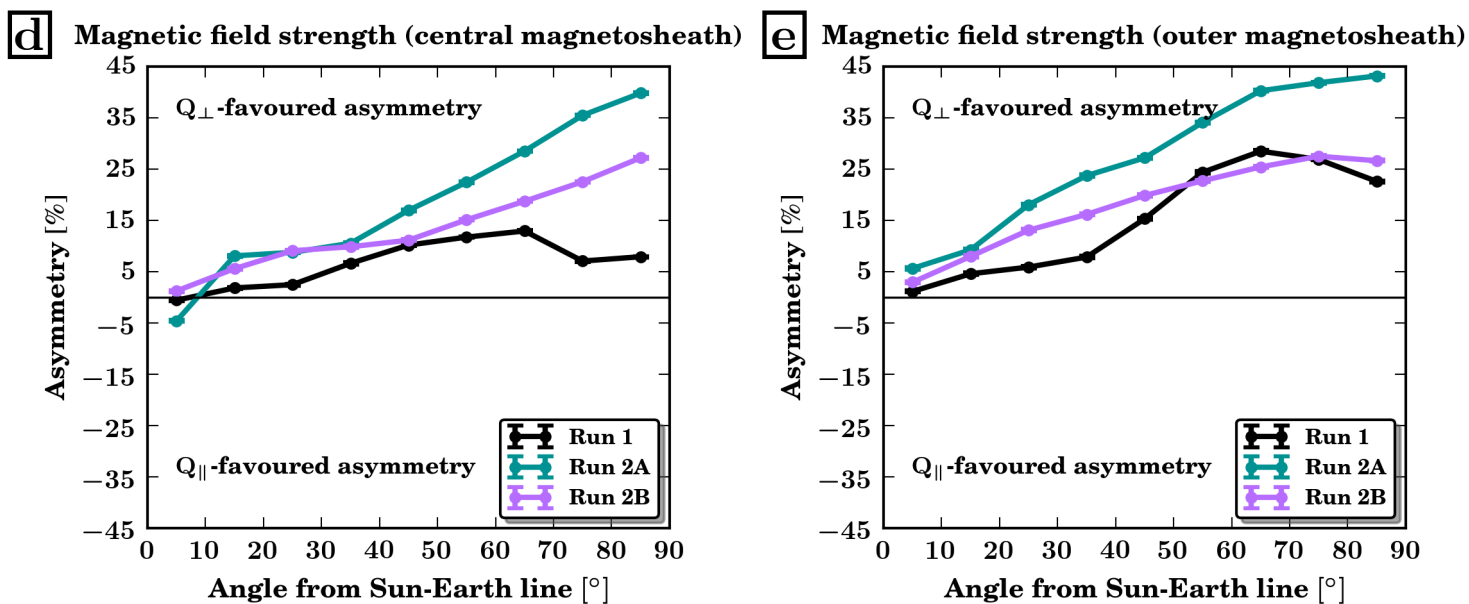 d Magnetic field strength (central magnetosheath)
45
35
25
15
5
−5
−15
−25
−35
−45
Asymmetry [%]
Q⊥-favoured asymmetry
Q∥-favoured asymmetry
Run 1
Run 2A
Run 2B
0 10 20 30 40 50 60 70 80 90
Angle from Sun-Earth line [°]
e Magnetic field strength (outer magnetosheath)
45
35
25
15
5
−5
−15
−25
−35
−45
Asymmetry [%]
Q⊥-favoured asymmetry
Q∥-favoured asymmetry
Run 1
Run 2A
Run 2B
0 10 20 30 40 50 60 70 80 90
Angle from Sun-Earth line [°]